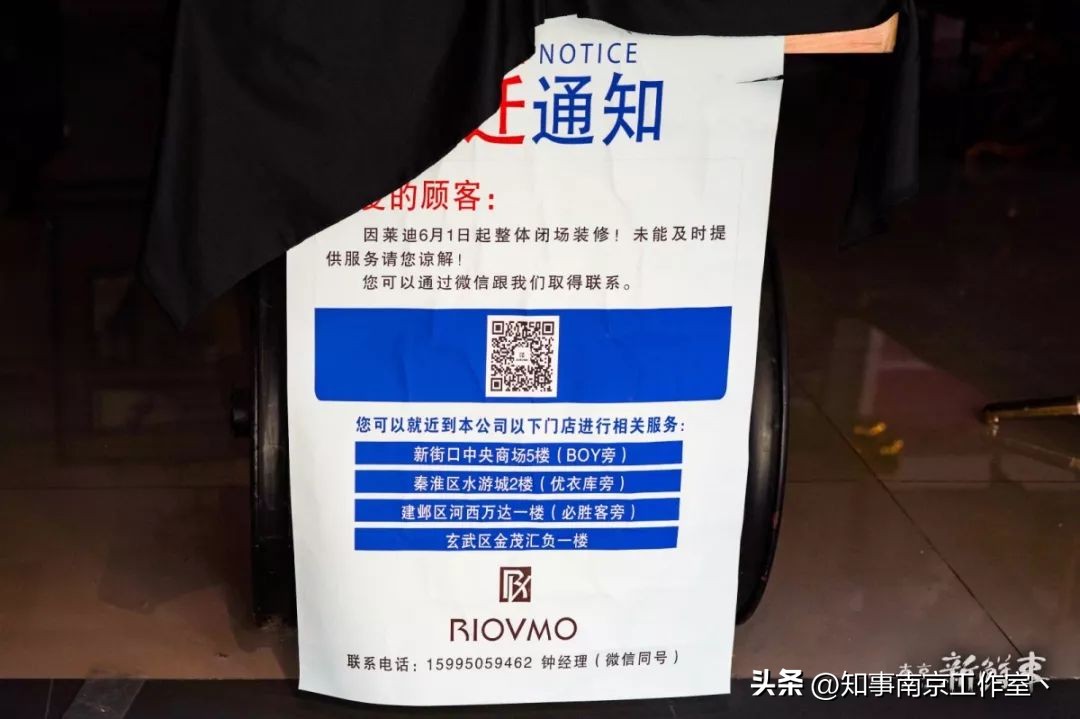 NOTICE
迁通知
爱的顾客：
因莱迪6月1日起整体闭场装修！未能及时提
供服务请您谅解！
您可以通过微信跟我们取得联系。
您可以就近到本公司以下门店进行相关服务：
新街口中央商场5楼（BOY旁）
秦淮区水游城2楼（优衣库旁）
建邺区河西万达一楼（必胜客旁）
玄武区金茂汇负一楼
RIOVMO
联系电话：15995059462 钟经理（微信同号）
新鲜事
头条 @知事南京工作室